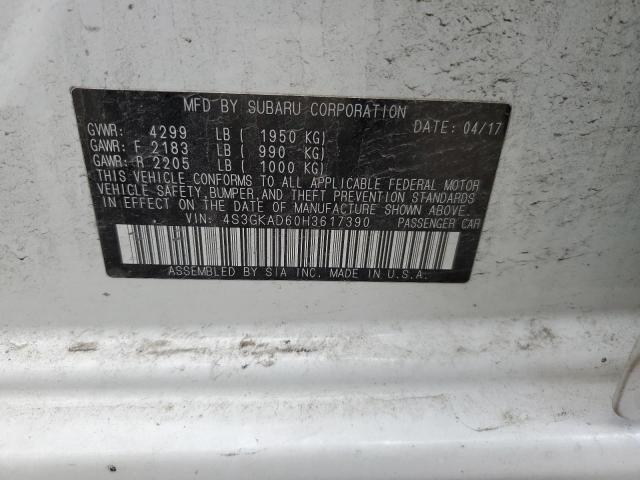 MFD BY SUBARU CORPORATION
DATE: 04/17
GVWR: 4299 LB ( 1950 KG)
GAWR: F 2183 LB ( 990 KG)
GAWR: R 2205 LB ( 1000 KG)
THIS VEHICLE CONFORMS TO ALL APPLICABLE FEDERAL MOTOR
VEHICLE SAFETY, BUMPER, AND THEFT PREVENTION STANDARDS
IN EFFECT ON THE DATE OF MANUFACTURE SHOWN ABOVE.
VIN: 4S3GKAD60H3617390 PASSENGER CAR
ASSEMBLED BY SIA INC. MADE IN U.S.A.